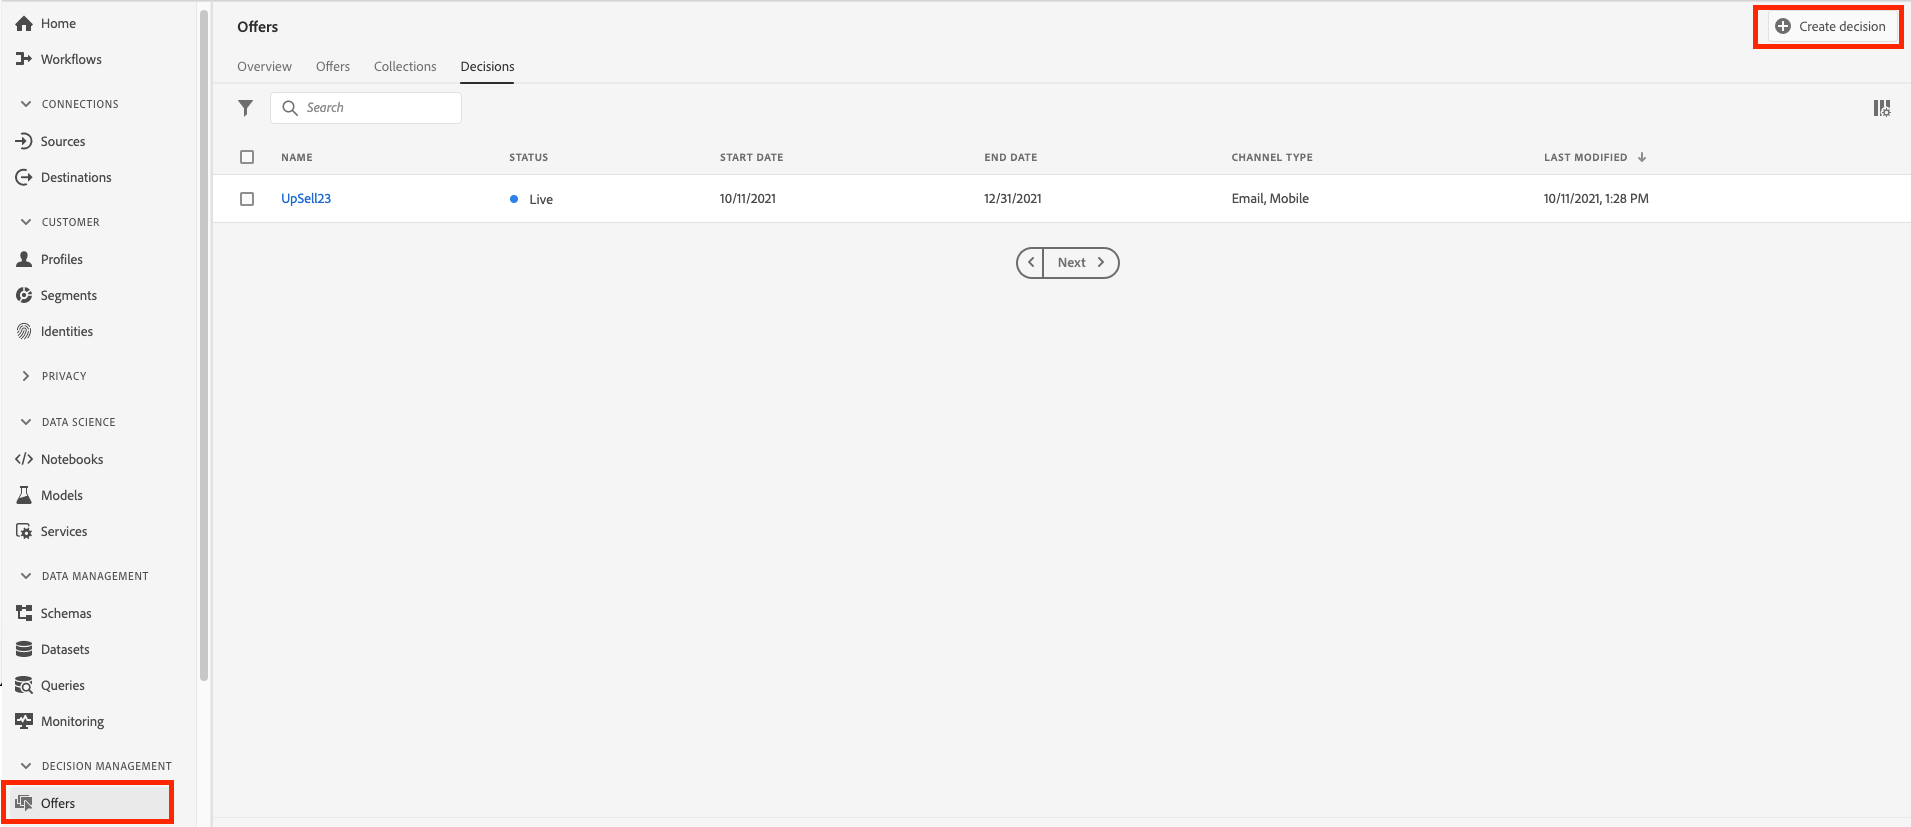 Home
Workflows
CONNECTIONS
Sources
Destinations
CUSTOMER
Profiles
Segments
Identities
PRIVACY
DATA SCIENCE
Notebooks
Models
Services
DATA MANAGEMENT
Schemas
Datasets
Queries
Monitoring
DECISION MANAGEMENT
Offers
Offers
Create decision
Overview Offers Collections Decisions
Search
NAME STATUS START DATE END DATE CHANNEL TYPE LAST MODIFIED
UpSell23 Live 10/11/2021 12/31/2021 Email, Mobile 10/11/2021, 1:28 PM
Next